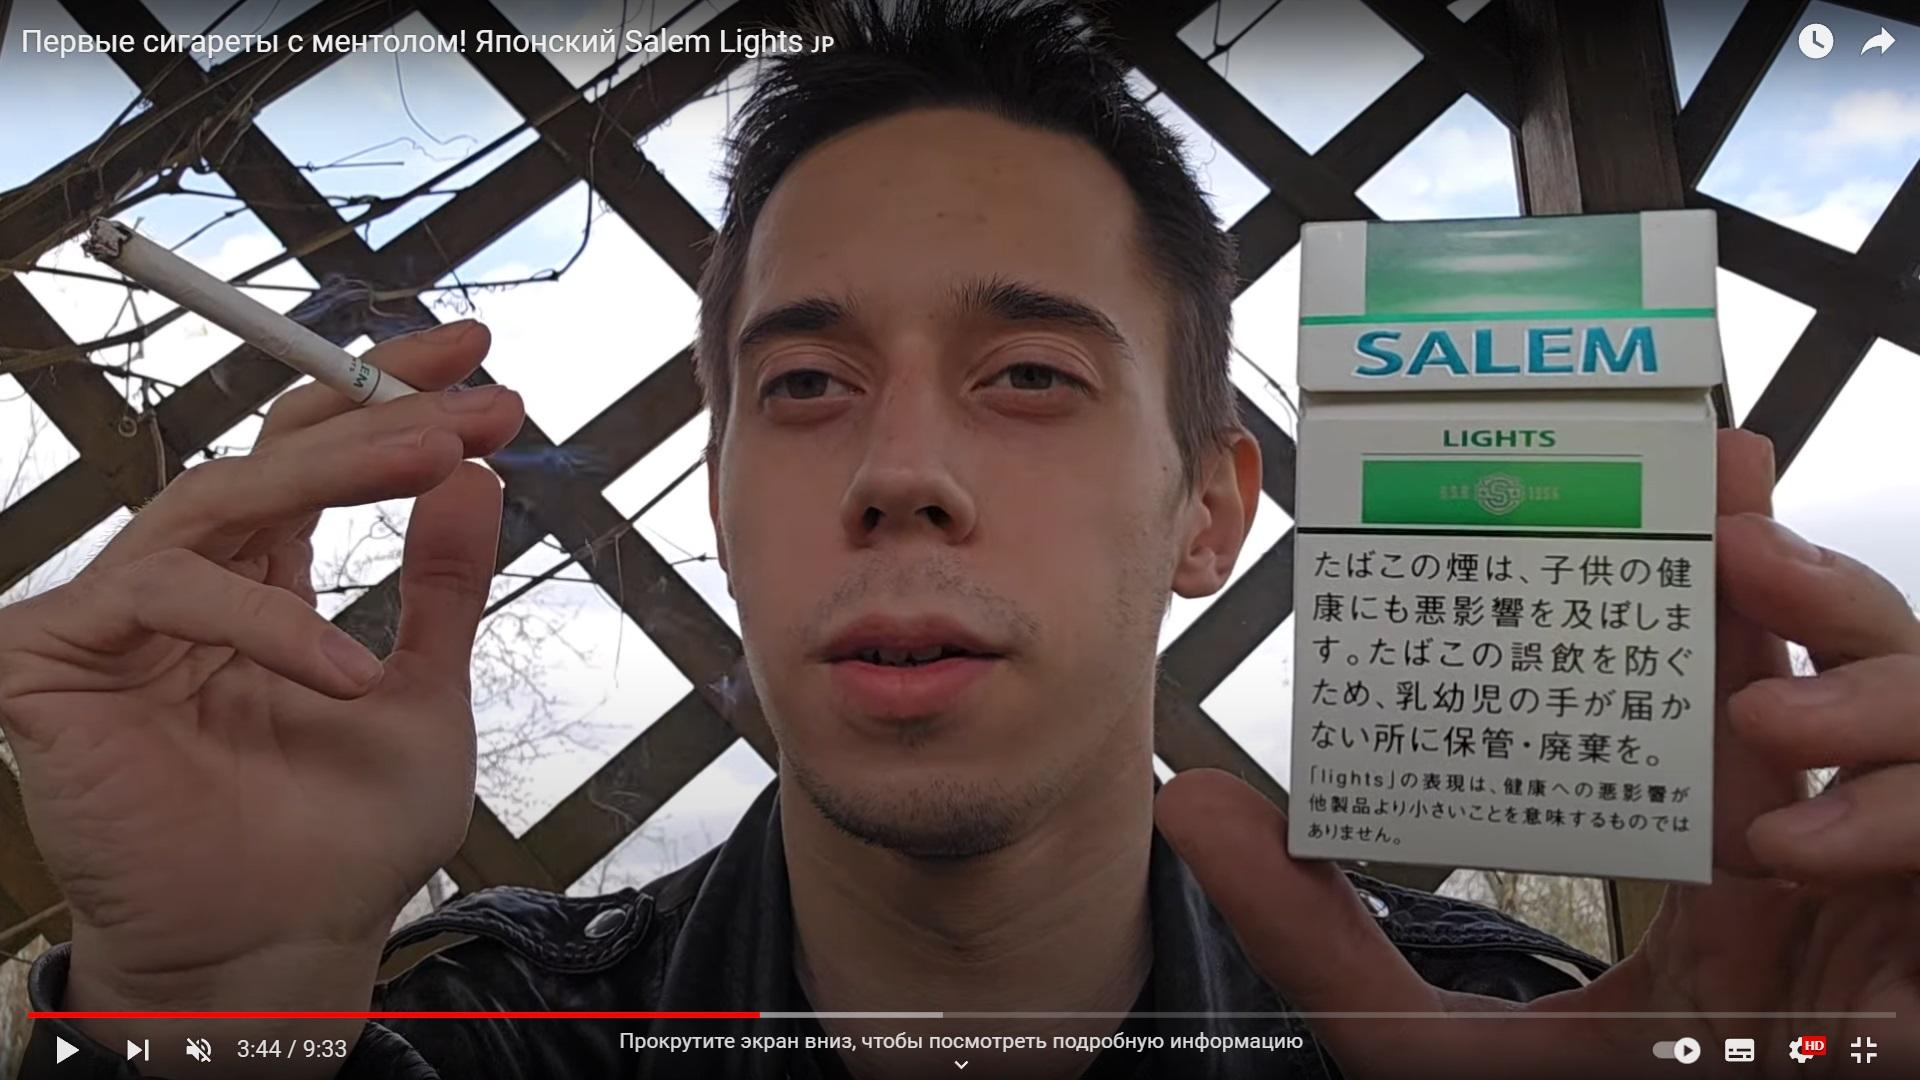 Первые сигареты с ментолом! Японский Salem Lights JP
SALEM
LIGHTS
S
1956
たばこの煙は、子供の健
康にも悪影響を及ぼしま
す。たばこの誤飲を防ぐ
ため、乳幼児の手が届か
ない所に保管・廃棄を。
「lights」の表現は、健康への悪影響が
他製品より小さいことを意味するものでは
ありません。
3:44 / 9:33
Прокрутите экран вниз, чтобы посмотреть подробную информацию
HD